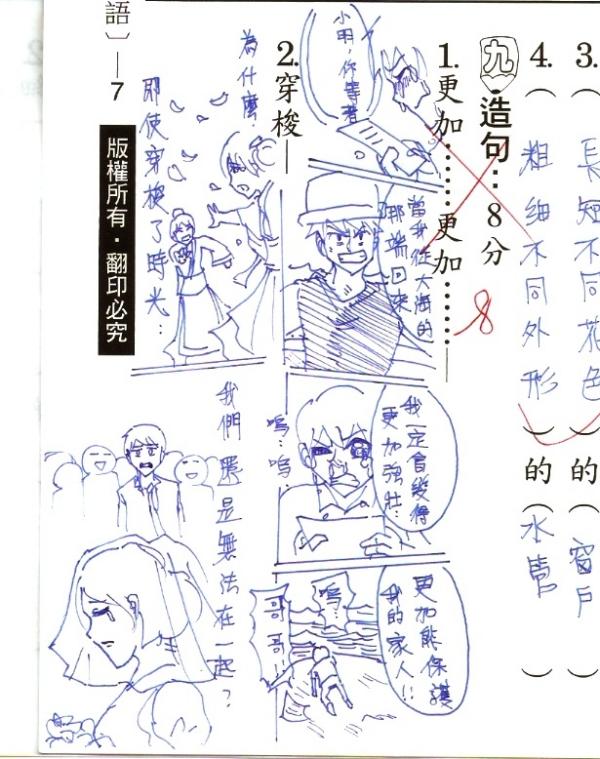 3.（長短不同花色）的（窗戶）
4.（粗細不同外形）的（水管）
九、造句：8分
1. 更加……更加……
8
小明，你等著
當我從大海的
那端回來
我一定會變得
更加強壯…
嗚…嗚…
更加能保護
我的家人!!
嗚…
哥哥!!
2. 穿梭—
為什麼
即使穿梭了時光…
我們還是無法在一起?
語〕—7
版權所有．翻印必究